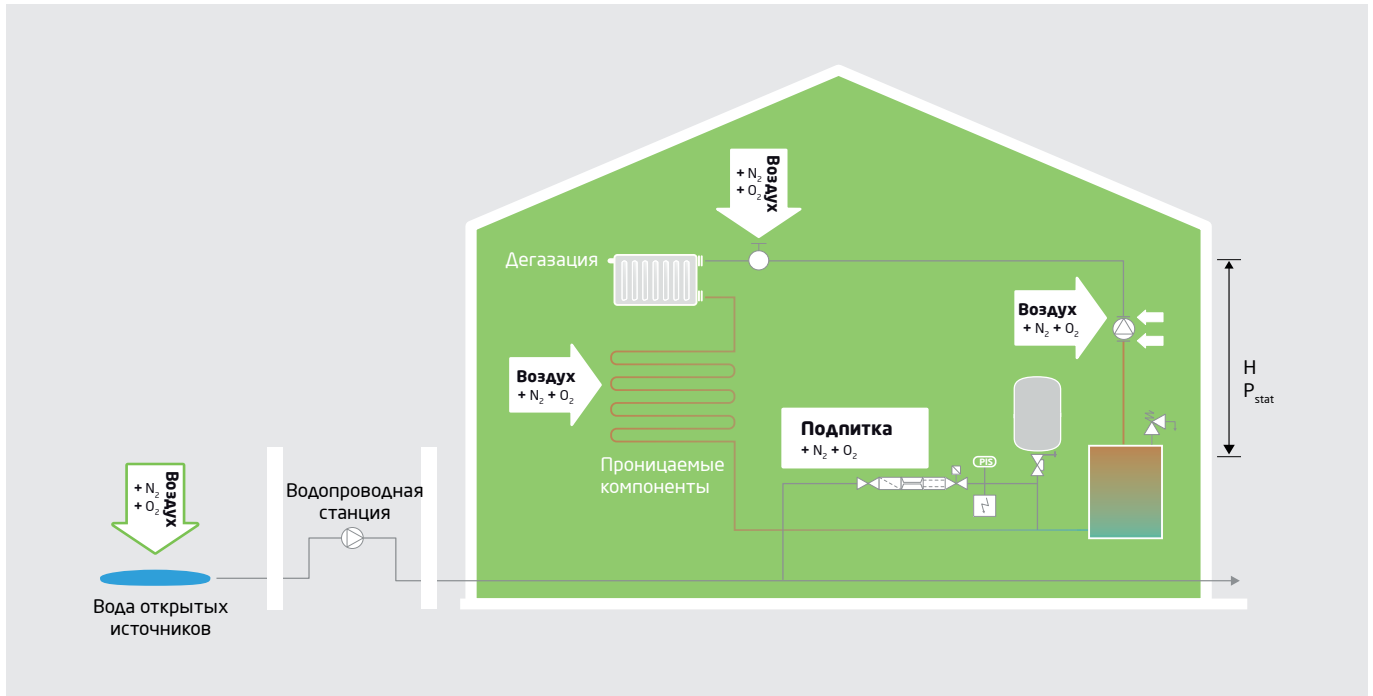 Воздух
+ N₂
+ O₂
Дегазация
Воздух
+ N₂ + O₂
Воздух
+ N₂ + O₂
H
P stat
Подпитка
+ N₂ + O₂
PIS
Проницаемые
компоненты
Воздух
+ N₂
+ O₂
Водопроводная
станция
Вода открытых
источников